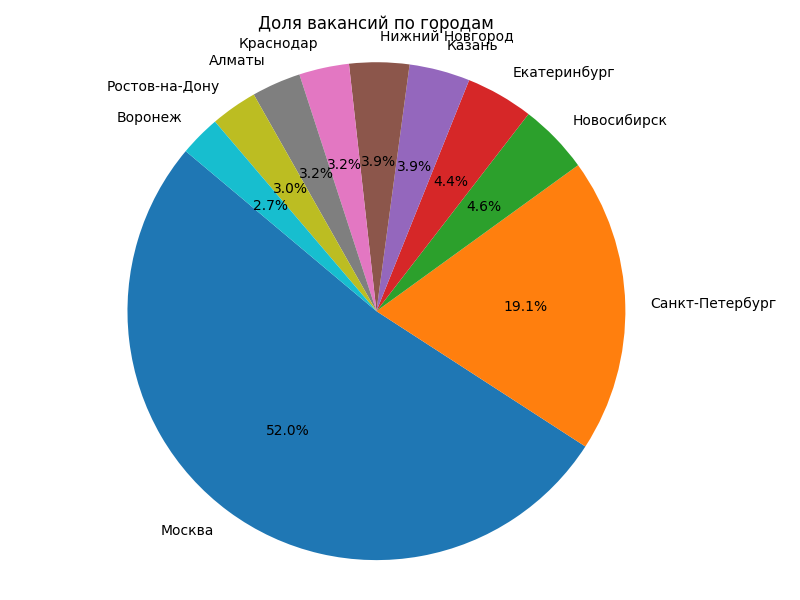 Доля вакансий по городам
Нижний Новгород
Краснодар
Казань
Алматы
Екатеринбург
Ростов-на-Дону
Воронеж
Новосибирск
3.9%
3.2%
3.9%
3.2%
4.4%
3.0%
2.7%
4.6%
Санкт-Петербург
19.1%
52.0%
Москва